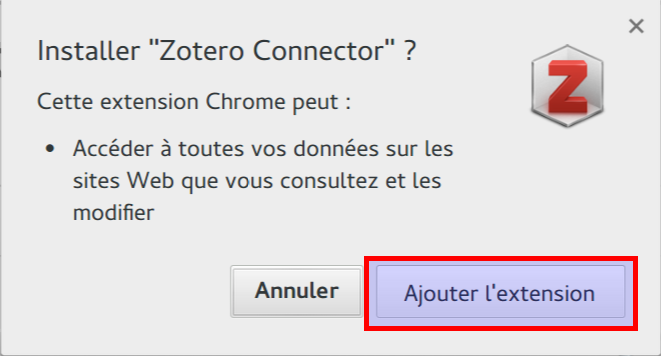 Installer "Zotero Connector" ?
Cette extension Chrome peut :
• Accéder à toutes vos données sur les
sites Web que vous consultez et les
modifier
Annuler
Ajouter l'extension